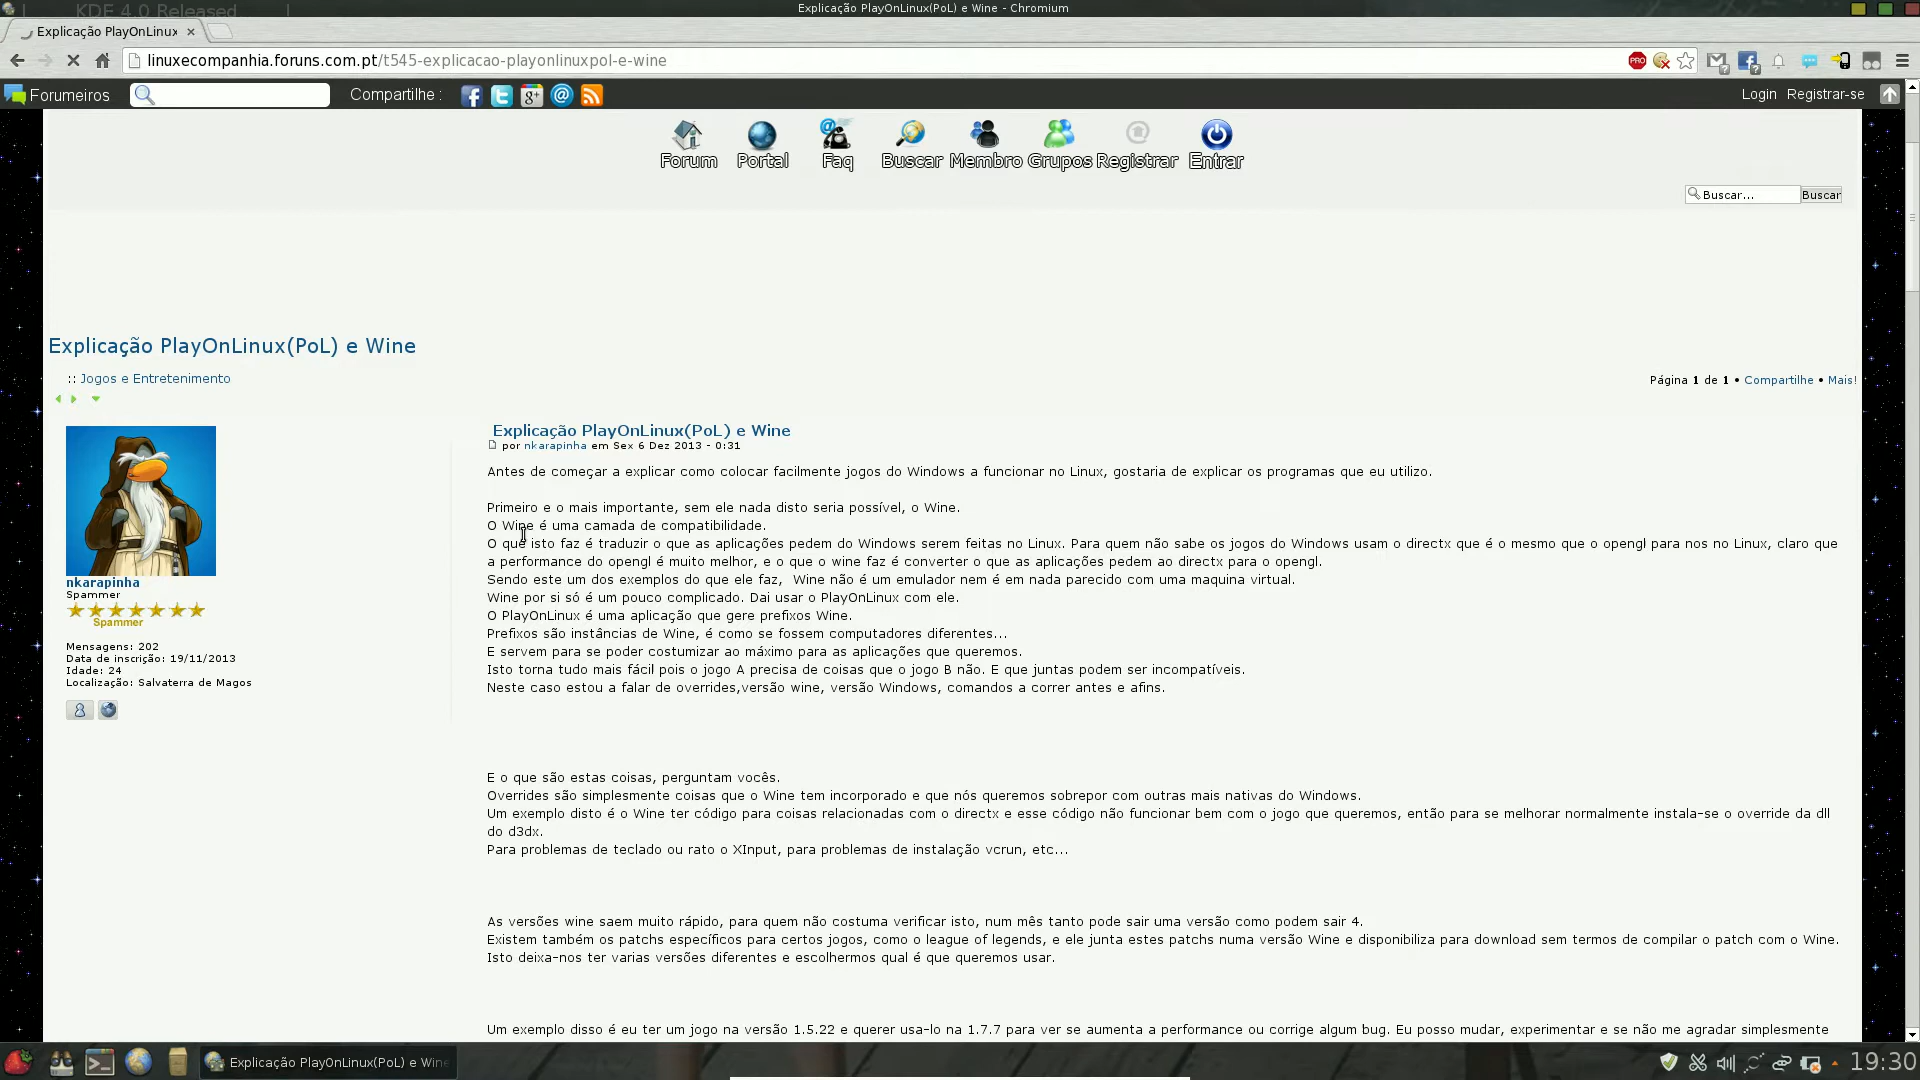 KDE 4.0 Released
Explicação PlayOnLinux(PoL) e Wine - Chromium
Explicação PlayOnLinux
linuxecompanhia.foruns.com.pt/t545-explicacao-playonlinuxpol-e-wine
PRO
Forumeiros
Compartilhe :
Login Registrar-se
Forum Portal Faq Buscar Membro Grupos Registrar Entrar
Buscar... Buscar
Explicação PlayOnLinux(PoL) e Wine
:: Jogos e Entretenimento
Página 1 de 1 • Compartilhe • Mais!
nkarapinha
Spammer
Spammer
Mensagens: 202
Data de inscrição: 19/11/2013
Idade: 24
Localização: Salvaterra de Magos
Explicação PlayOnLinux(PoL) e Wine
por nkarapinha em Sex 6 Dez 2013 - 0:31
Antes de começar a explicar como colocar facilmente jogos do Windows a funcionar no Linux, gostaria de explicar os programas que eu utilizo.
Primeiro e o mais importante, sem ele nada disto seria possível, o Wine.
O Wine é uma camada de compatibilidade.
O que isto faz é traduzir o que as aplicações pedem do Windows serem feitas no Linux. Para quem não sabe os jogos do Windows usam o directx que é o mesmo que o opengl para nos no Linux, claro que
a performance do opengl é muito melhor, e o que o wine faz é converter o que as aplicações pedem ao directx para o opengl.
Sendo este um dos exemplos do que ele faz,  Wine não é um emulador nem é em nada parecido com uma maquina virtual.
Wine por si só é um pouco complicado. Dai usar o PlayOnLinux com ele.
O PlayOnLinux é uma aplicação que gere prefixos Wine.
Prefixos são instâncias de Wine, é como se fossem computadores diferentes...
E servem para se poder costumizar ao máximo para as aplicações que queremos.
Isto torna tudo mais fácil pois o jogo A precisa de coisas que o jogo B não. E que juntas podem ser incompatíveis.
Neste caso estou a falar de overrides,versão wine, versão Windows, comandos a correr antes e afins.
E o que são estas coisas, perguntam vocês.
Overrides são simplesmente coisas que o Wine tem incorporado e que nós queremos sobrepor com outras mais nativas do Windows.
Um exemplo disto é o Wine ter código para coisas relacionadas com o directx e esse código não funcionar bem com o jogo que queremos, então para se melhorar normalmente instala-se o override da dll
do d3dx.
Para problemas de teclado ou rato o XInput, para problemas de instalação vcrun, etc...
As versões wine saem muito rápido, para quem não costuma verificar isto, num mês tanto pode sair uma versão como podem sair 4.
Existem também os patchs específicos para certos jogos, como o league of legends, e ele junta estes patchs numa versão Wine e disponibiliza para download sem termos de compilar o patch com o Wine.
Isto deixa-nos ter varias versões diferentes e escolhermos qual é que queremos usar.
Um exemplo disso é eu ter um jogo na versão 1.5.22 e querer usa-lo na 1.7.7 para ver se aumenta a performance ou corrige algum bug. Eu posso mudar, experimentar e se não me agradar simplesmente
Explicação PlayOnLinux(PoL) e Wine
19:30